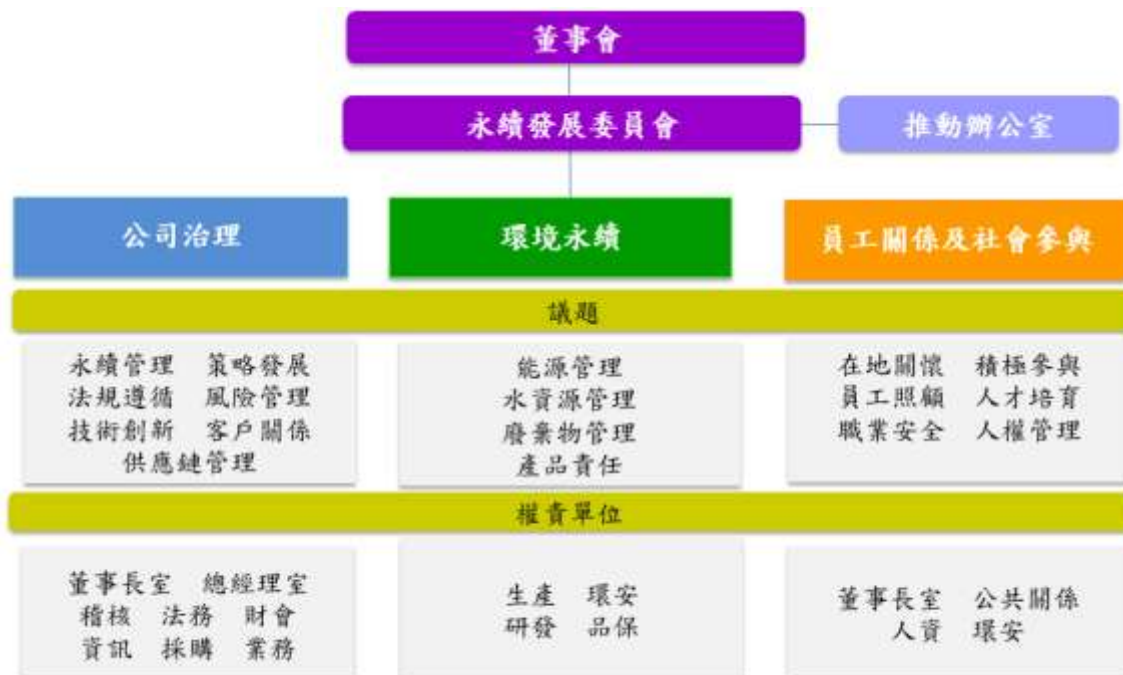 董事會
永續發展委員會
推動辦公室
公司治理
環境永續
員工關係及社會參與
議題
永續管理 策略發展
法規遵循 風險管理
技術創新 客戶關係
供應鏈管理
能源管理
水資源管理
廢棄物管理
產品責任
在地關懷 積極參與
員工照顧 人才培育
職業安全 人權管理
權責單位
董事長室 總經理室
稽核 法務 財會
資訊 採購 業務
生產 環安
研發 品保
董事長室 公共關係
人資 環安